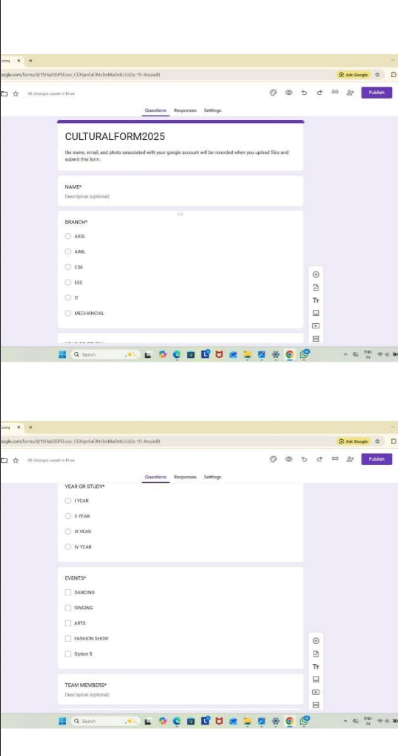 Ask Google
All changes saved in Drive
Publish
Questions Responses Settings
CULTURALFORM2025
the name, email, and photo associated with your google account will be recorded when you upload files and
submit this form.
NAME*
Description (optional)
BRANCH*
AIDS
AIML
CSE
EEE
IT
MECHANICAL
Search
Ask Google
All changes saved in Drive
Publish
Questions Responses Settings
YEAR OR STUDY*
I YEAR
II YEAR
III YEAR
IV YEAR
EVENTS*
DANCING
SINGING
ARTS
FASHION SHOW
Option 5
TEAM MEMBERS*
Description (optional)
Search